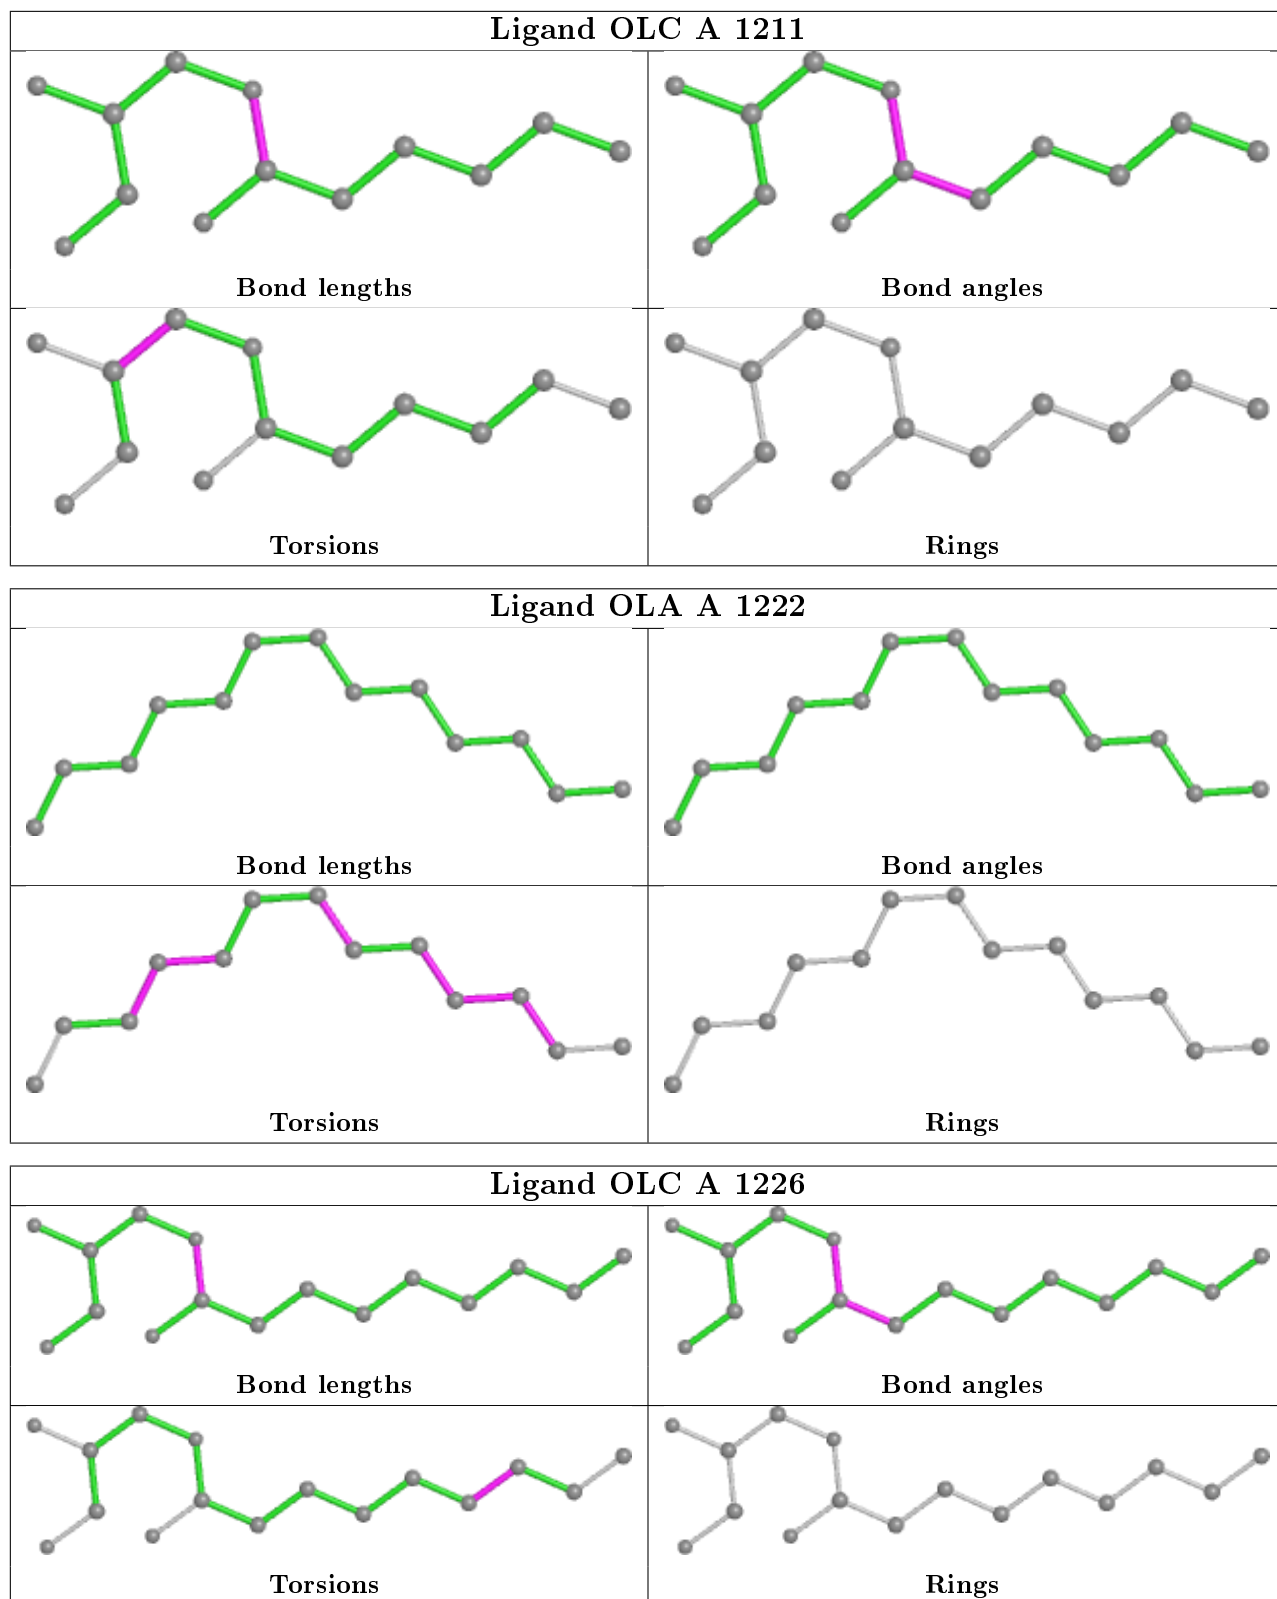 Ligand OLC A 1211
Bond lengths
Bond angles
Torsions
Rings
Ligand OLA A 1222
Bond lengths
Bond angles
Torsions
Rings
Ligand OLC A 1226
Bond lengths
Bond angles
Torsions
Rings